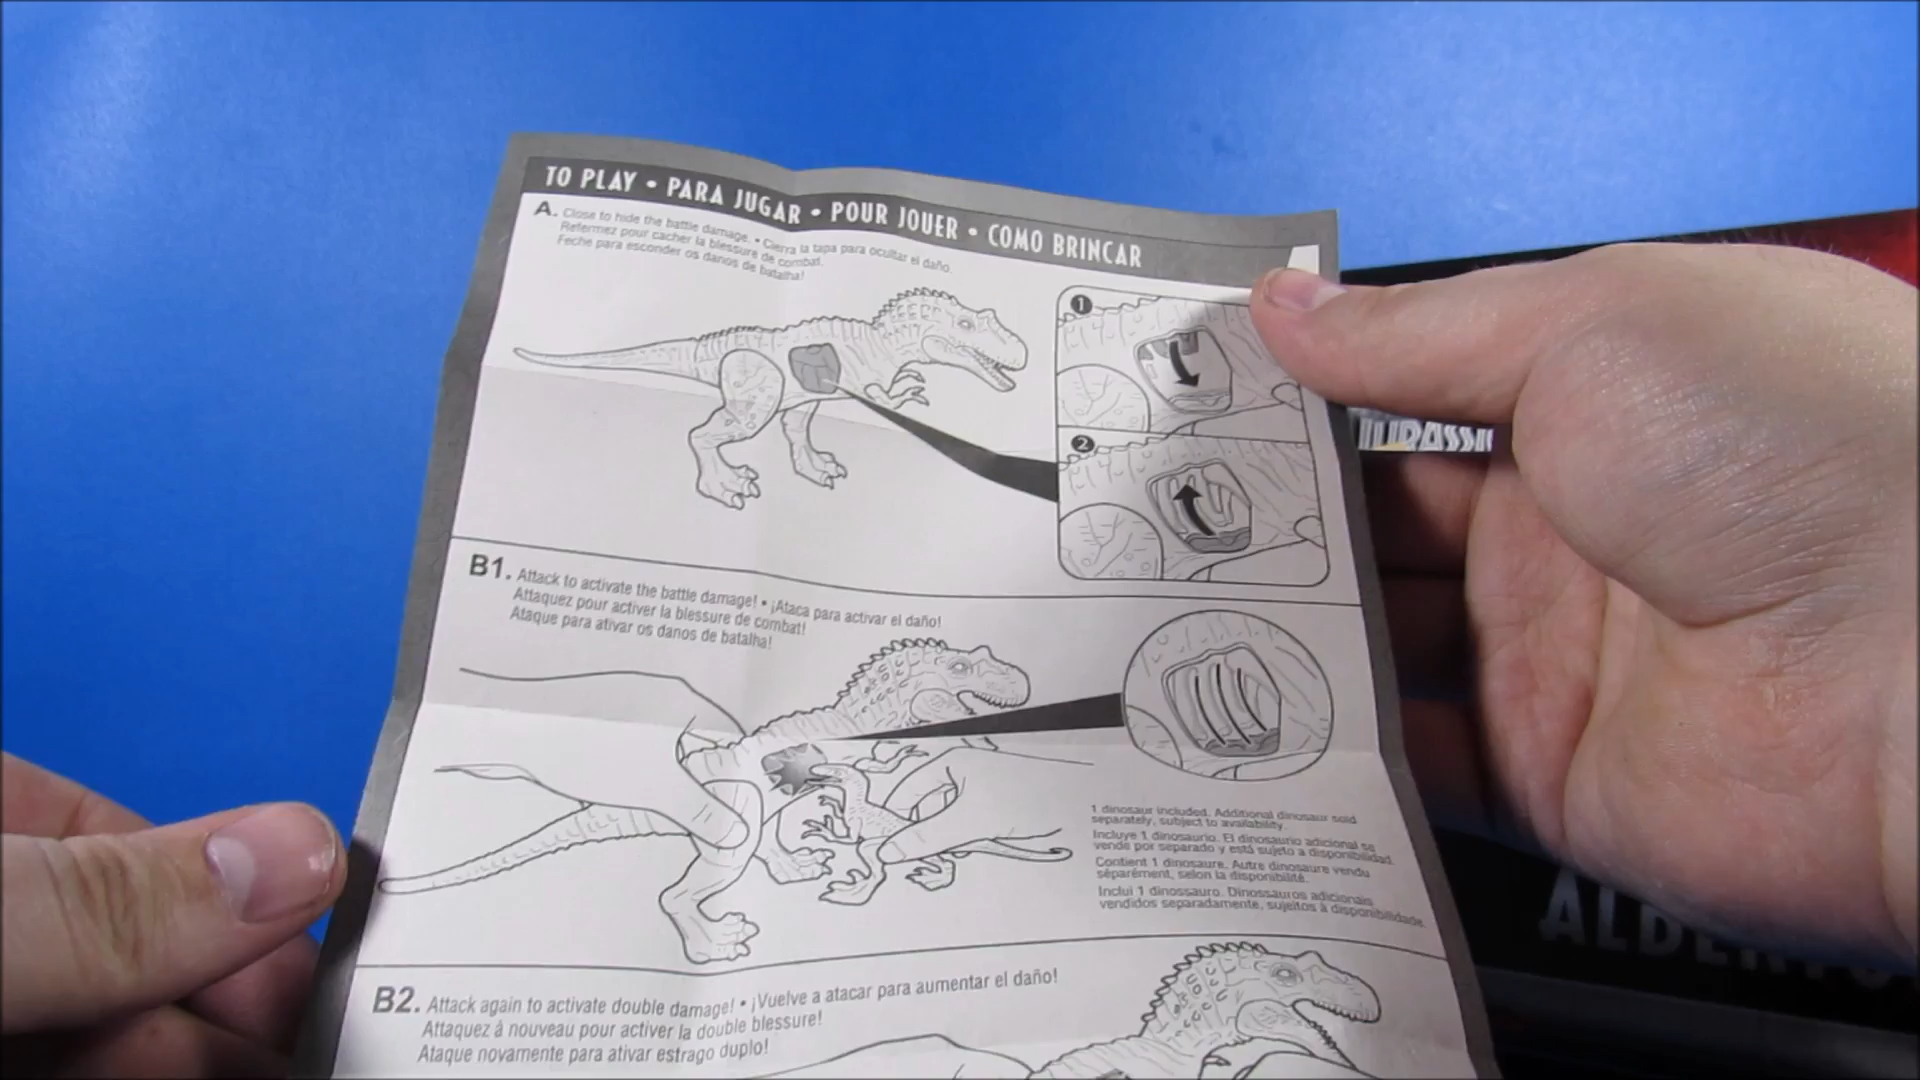 TO PLAY • PARA JUGAR • POUR JOUER • COMO BRINCAR
A. Close to hide the battle damage. • Cierra la tapa para ocultar el daño.
Refermez pour cacher la blessure de combat.
Feche para esconder os danos de batalha!
1
2
B1. Attack to activate the battle damage! • ¡Ataca para activar el daño!
Attaquez pour activer la blessure de combat!
Ataque para ativar os danos de batalha!
1 dinosaur included. Additional dinosaur sold
separately, subject to availability.
Incluye 1 dinosaurio. El dinosaurio adicional se
vende por separado y está sujeto a disponibilidad.
Contient 1 dinosaure. Autre dinosaure vendu
séparément, selon la disponibilité.
Inclui 1 dinossauro. Dinossauros adicionais
vendidos separadamente, sujeitos à disponibilidade.
B2. Attack again to activate double damage! • ¡Vuelve a atacar para aumentar el daño!
Attaquez à nouveau pour activer la double blessure!
Ataque novamente para ativar estrago duplo!
JURASSIC